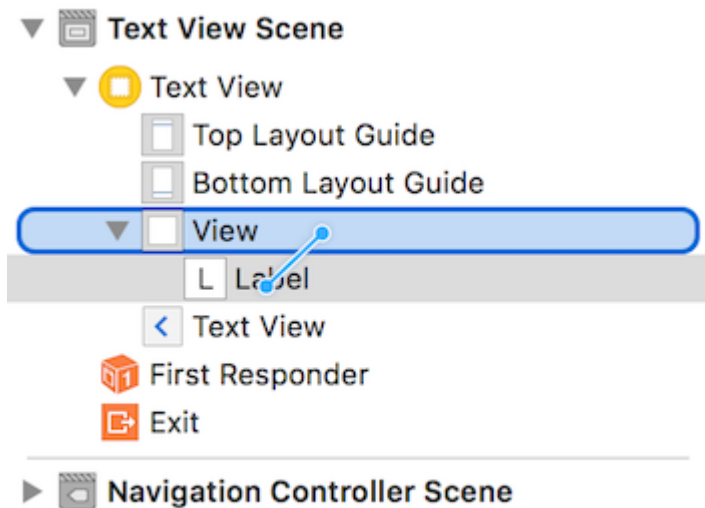 Text View Scene
Text View
Top Layout Guide
Bottom Layout Guide
View
L Label
Text View
First Responder
Exit
Navigation Controller Scene